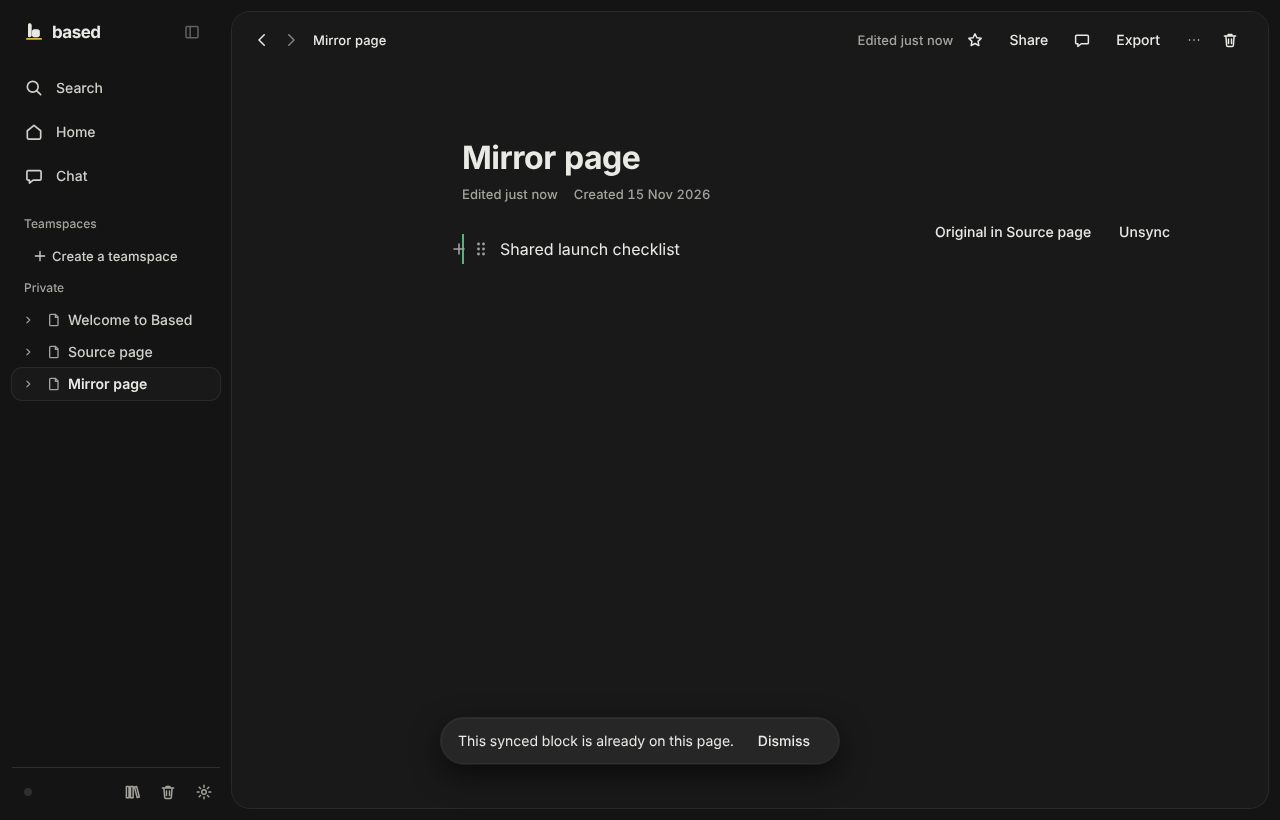 based
Search
Home
Chat
Teamspaces
Create a teamspace
Private
Welcome to Based
Source page
Mirror page
Mirror page
Edited just now
Share
Export
Mirror page
Edited just now Created 15 Nov 2026
Original in Source page Unsync
Shared launch checklist
This synced block is already on this page. Dismiss